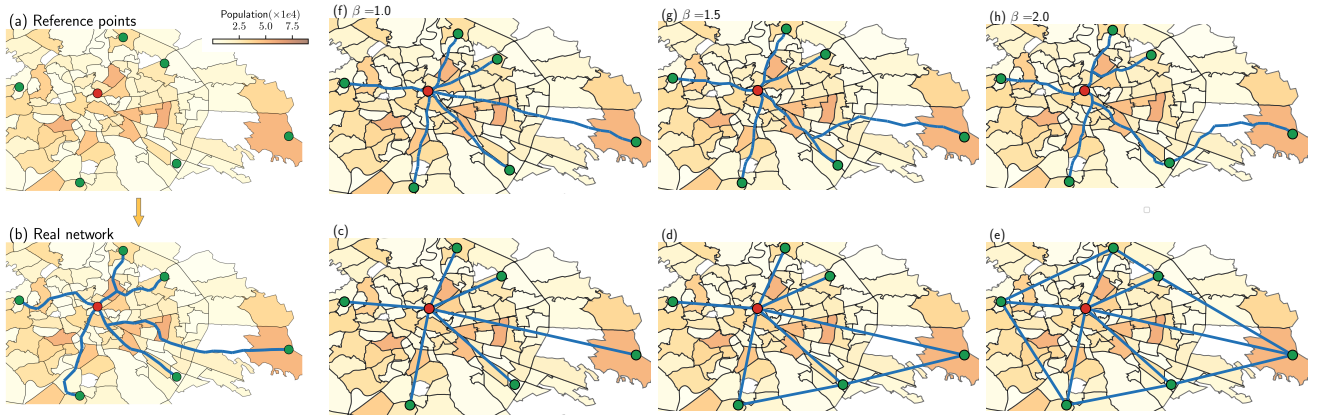 (a) Reference points
Population(×1e4)
2.5 5.0 7.5
(f) β =1.0
(g) β =1.5
(h) β =2.0
(b) Real network
(c)
(d)
(e)